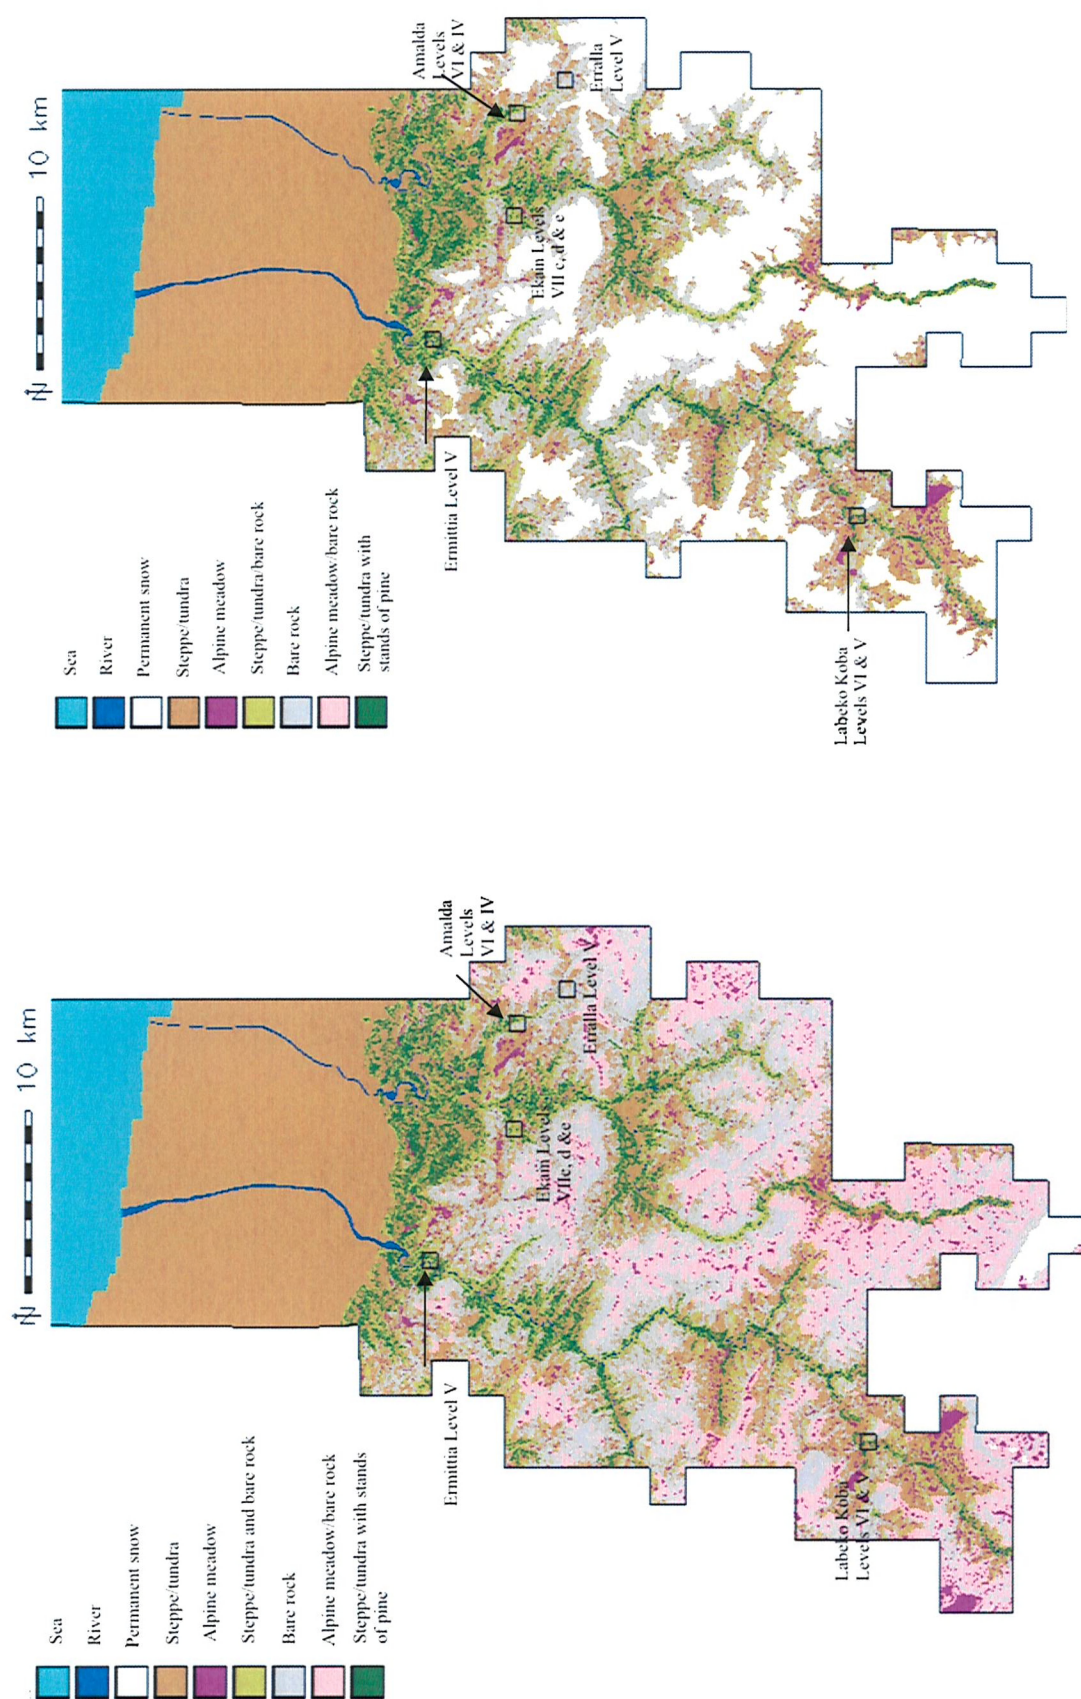 N 10 km
Sea
River
Permanent snow
Steppe/tundra
Alpine meadow
Steppe/tundra/bare rock
Bare rock
Alpine meadow/bare rock
Steppe/tundra with
stands of pine
Amalda
Levels
VI & IV
Erralla
Level V
Ekain Levels
VII c, d & e
Ermittia Level V
Labeko Koba
Levels VI & V
N 10 km
Sea
River
Permanent snow
Steppe/tundra
Alpine meadow
Steppe/tundra and bare rock
Bare rock
Alpine meadow/bare rock
Steppe/tundra with stands
of pine
Amalda
Levels
VI & IV
Erralla Level V
Ekain Levels
VIIc, d &e
Ermittia Level V
Labeko Koba
Levels VI & V